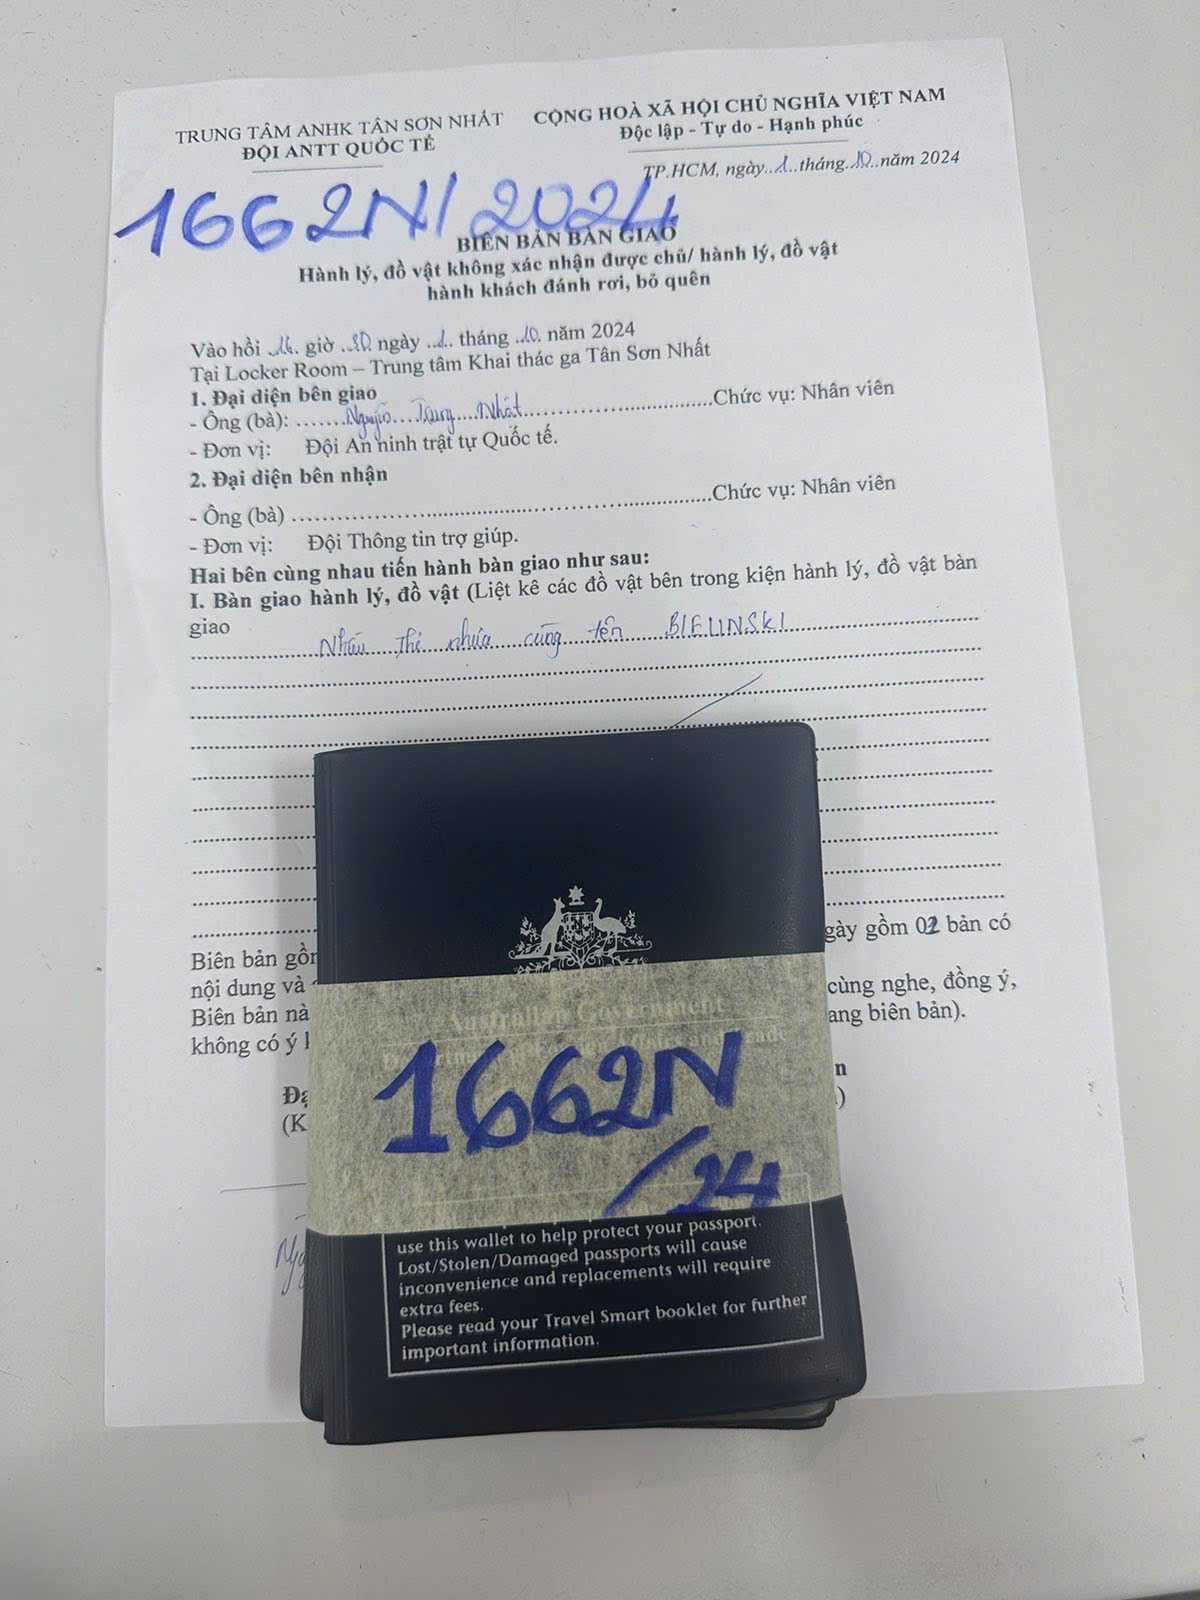 TRUNG TÂM ANHK TÂN SƠN NHẤT
ĐỘI ANTT QUỐC TẾ
CỘNG HOÀ XÃ HỘI CHỦ NGHĨA VIỆT NAM
Độc lập - Tự do - Hạnh phúc
TP.HCM, ngày..1..tháng..10..năm 2024
1662N/2024
BIÊN BẢN BÀN GIAO
Hành lý, đồ vật không xác nhận được chủ/ hành lý, đồ vật
hành khách đánh rơi, bỏ quên
Vào hồi ..16. giờ ..30 ngày ..1.. tháng ..10. năm 2024
Tại Locker Room – Trung tâm Khai thác ga Tân Sơn Nhất
1. Đại diện bên giao
- Ông (bà): ......Nguyễn...Trung...Nhật..................Chức vụ: Nhân viên
- Đơn vị: Đội An ninh trật tự Quốc tế.
2. Đại diện bên nhận
- Ông (bà) ..................Chức vụ: Nhân viên
- Đơn vị: Đội Thông tin trợ giúp.
Hai bên cùng nhau tiến hành bàn giao như sau:
I. Bàn giao hành lý, đồ vật (Liệt kê các đồ vật bên trong kiện hành lý, đồ vật bàn
giao
Nhiều thẻ nhựa cùng tên BIELINSKI
Biên bản gồm gày gồm 02 bản có
nội dung và cùng nghe, đồng ý,
Biên bản nà ang biên bản).
không có ý k
Đạ n
(K )
Australian Government
1662N
/24
use this wallet to help protect your passport.
Lost/Stolen/Damaged passports will cause
inconvenience and replacements will require
extra fees.
Please read your Travel Smart booklet for further
important information.